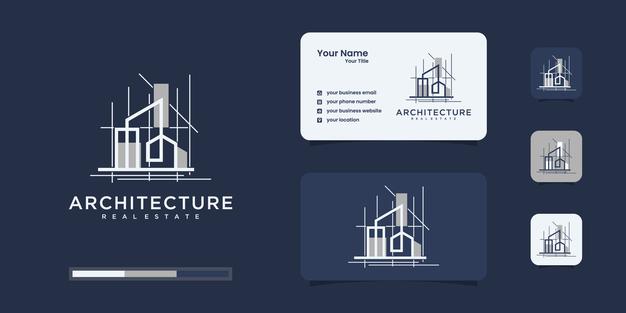 ARCHITECTURE
REALESTATE
Your Name
Your Title
your business email
your phone number
your business website
your location
ARCHITECTURE
REALESTATE